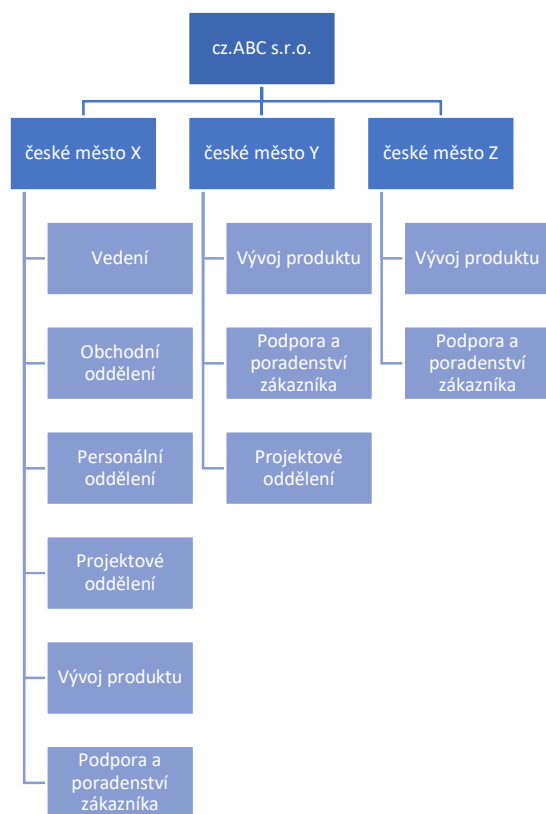 cz.ABC s.r.o.
české město X
české město Y
české město Z
Vedení
Obchodní
oddělení
Personální
oddělení
Projektové
oddělení
Vývoj produktu
Podpora a
poradenství
zákazníka
Vývoj produktu
Podpora a
poradenství
zákazníka
Projektové
oddělení
Vývoj produktu
Podpora a
poradenství
zákazníka